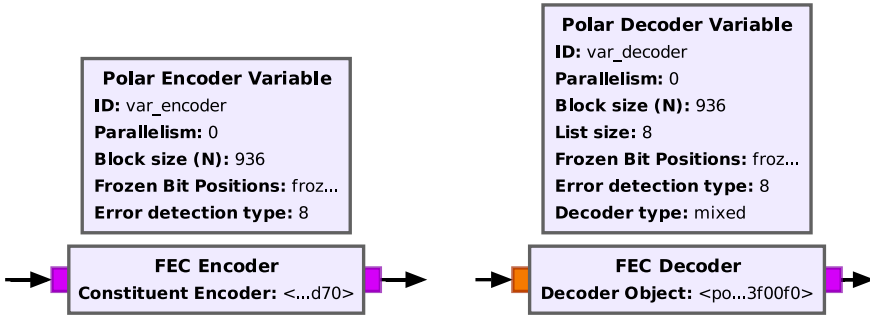 Polar Encoder Variable
ID: var_encoder
Parallelism: 0
Block size (N): 936
Frozen Bit Positions: froz...
Error detection type: 8
FEC Encoder
Constituent Encoder: <...d70>
Polar Decoder Variable
ID: var_decoder
Parallelism: 0
Block size (N): 936
List size: 8
Frozen Bit Positions: froz...
Error detection type: 8
Decoder type: mixed
FEC Decoder
Decoder Object: <po...3f00f0>